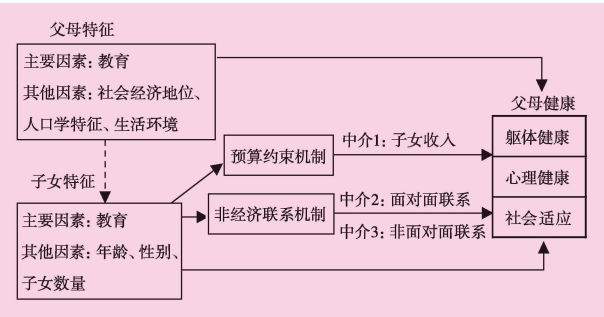 父母特征
主要因素：教育
其他因素：社会经济地位、
人口学特征、生活环境
子女特征
主要因素：教育
其他因素：年龄、性别、
子女数量
预算约束机制
非经济联系机制
中介1：子女收入
中介2：面对面联系
中介3：非面对面联系
父母健康
躯体健康
心理健康
社会适应